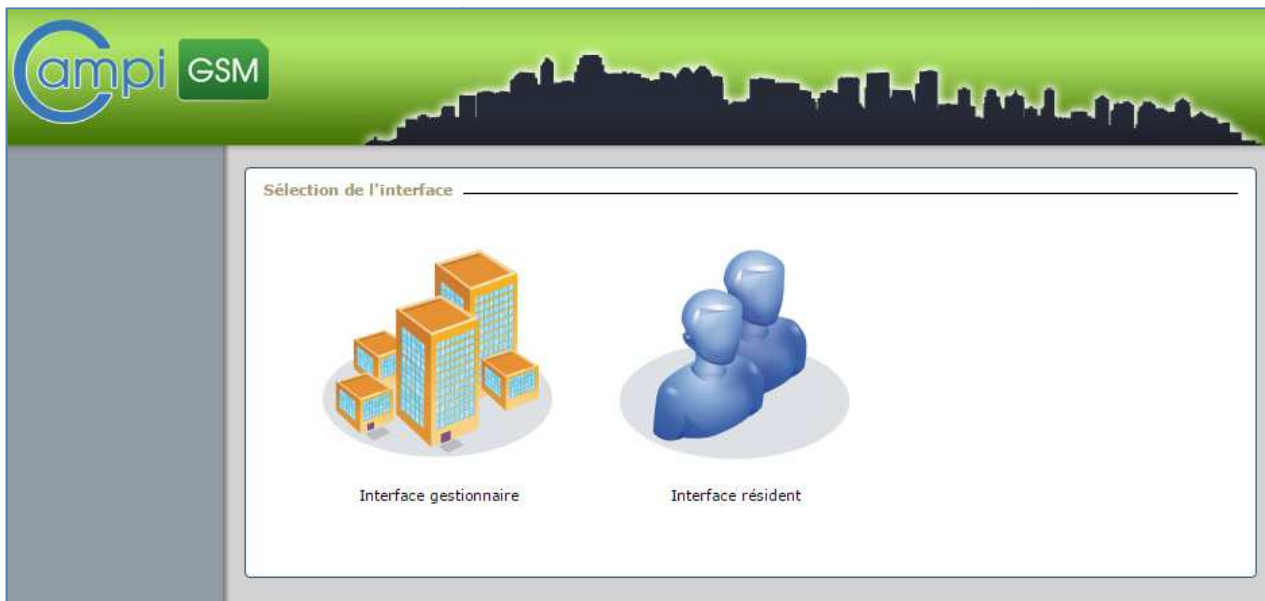 Campi GSM
Sélection de l'interface
Interface gestionnaire
Interface résident